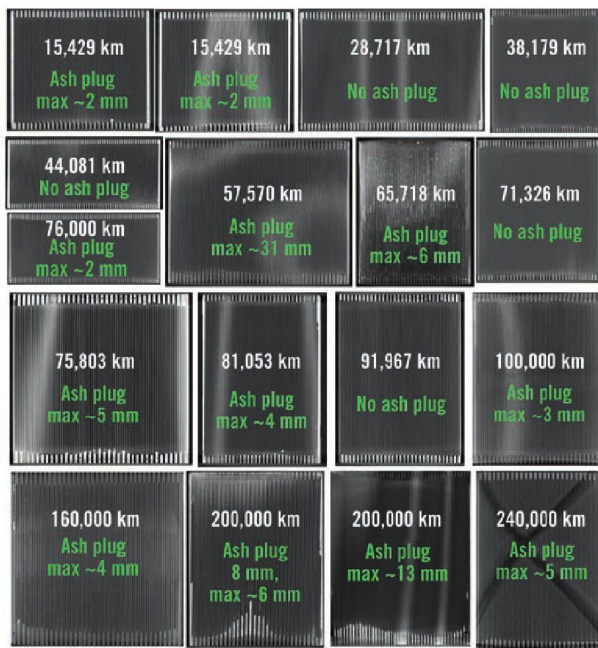 15,429 km
Ash plug
max ~2 mm
15,429 km
Ash plug
max ~2 mm
28,717 km
No ash plug
38,179 km
No ash plug
44,081 km
No ash plug
76,000 km
Ash plug
max ~2 mm
57,570 km
Ash plug
max ~31 mm
65,718 km
Ash plug
max ~6 mm
71,326 km
No ash plug
75,803 km
Ash plug
max ~5 mm
81,053 km
Ash plug
max ~4 mm
91,967 km
No ash plug
100,000 km
Ash plug
max ~3 mm
160,000 km
Ash plug
max ~4 mm
200,000 km
Ash plug
8 mm,
max ~6 mm
200,000 km
Ash plug
max ~13 mm
240,000 km
Ash plug
max ~5 mm